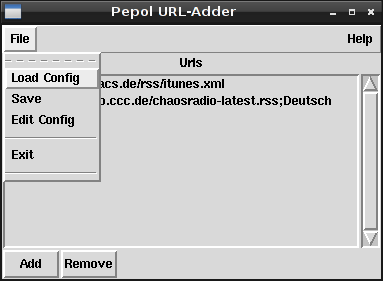 Pepol URL-Adder
File Help
Urls
Load Config
acs.de/rss/itunes.xml
Save
o.ccc.de/chaosradio-latest.rss;Deutsch
Edit Config
Exit
Add Remove